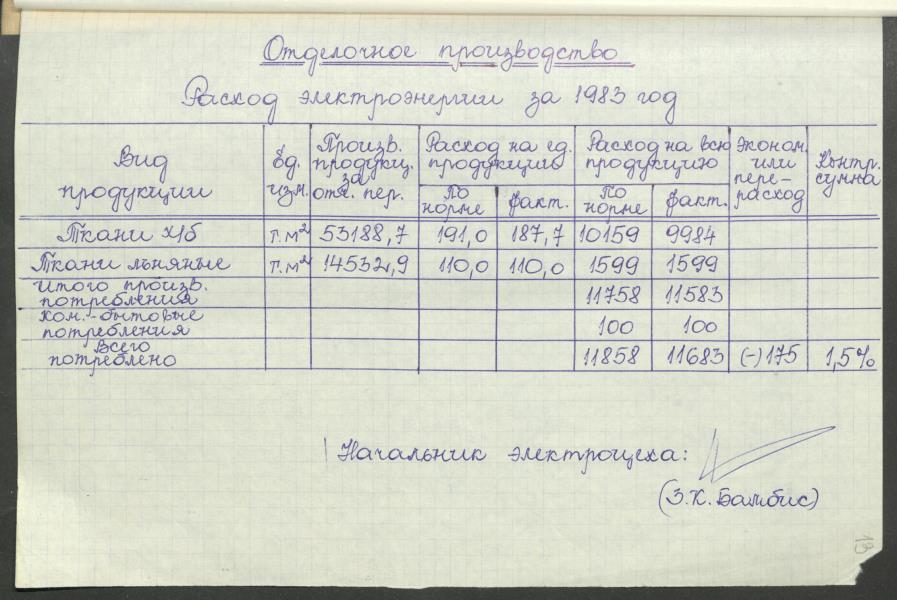 Отделочное производство
Расход электроэнергии за 1983 год
Вид продукции | Ед. изм. | Произв. продукц. за отч. пер. | Расход на ед. продукцию | Расход на всю продукцию | Эконом. или пере-расход | Контр. сумма
По норме | факт. | По норме | факт.
Ткани х/б | т.м² | 53188,7 | 191,0 | 187,7 | 10159 | 9984
Ткани льняные | т.м² | 14532,9 | 110,0 | 110,0 | 1599 | 1599
Итого произв. потребления | 11758 | 11583
Ком.-бытовые потребления | 100 | 100
Всего потреблено | 11858 | 11683 | (-)175 | 1,5%
Начальник электроцеха:
(З.К. Бамбис)
13